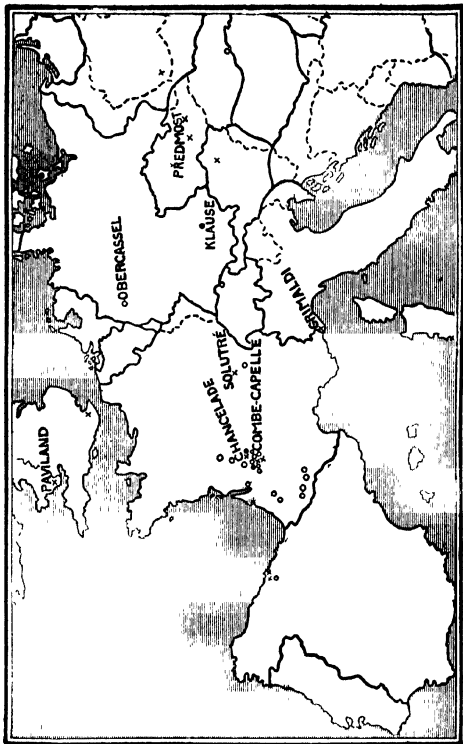 PŘEDMOST
KLAUSE
OBERCASSEL
GRIMALDI
SOLUTRÉ
CHANCELADE
COMBE-CAPELLE
PAVILAND